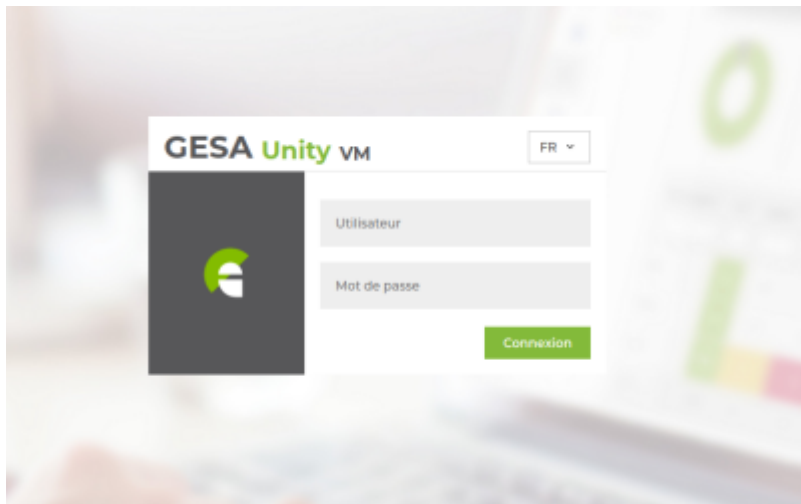 GESA Unity VM
FR
Utilisateur
Mot de passe
Connexion